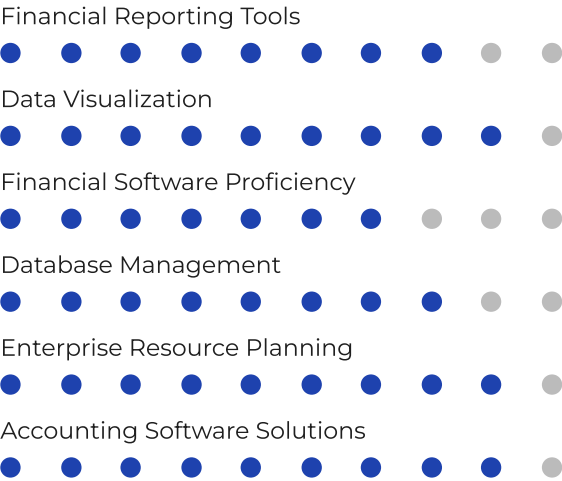 Financial Reporting Tools
Data Visualization
Financial Software Proficiency
Database Management
Enterprise Resource Planning
Accounting Software Solutions